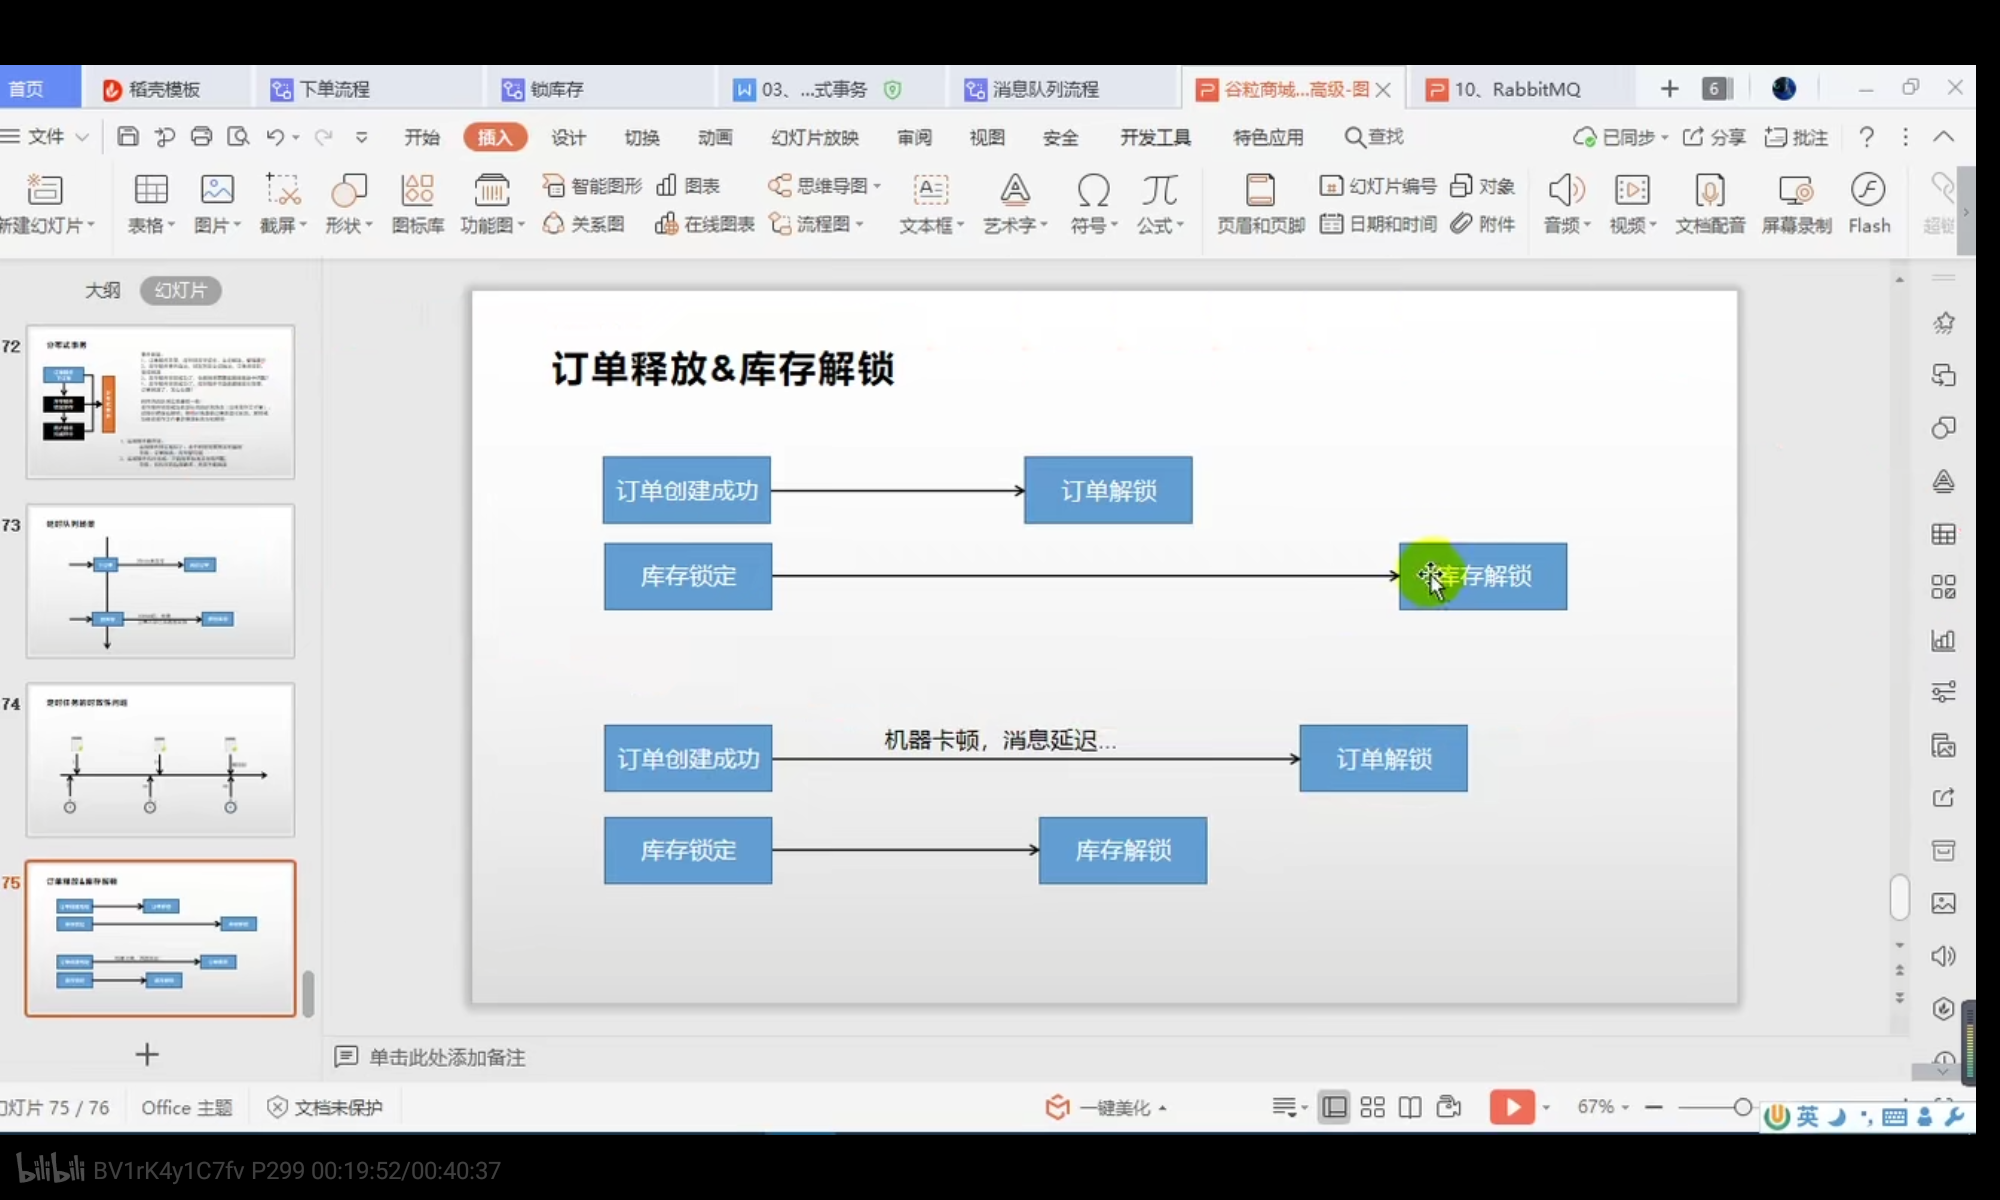 首页 稻壳模板 下单流程 锁库存 03、...式事务 消息队列流程 谷粒商城...高级-图 10、RabbitMQ 6
文件 开始 插入 设计 切换 动画 幻灯片放映 审阅 视图 安全 开发工具 特色应用 查找 已同步 分享 批注
智能图形 图表 思维导图 幻灯片编号 对象
新建幻灯片 表格 图片 截屏 形状 图标库 功能图 关系图 在线图表 流程图 文本框 艺术字 符号 公式 页眉和页脚 日期和时间 附件 音频 视频 文档配音 屏幕录制 Flash
大纲 幻灯片
72
73
74
75
订单释放&库存解锁
订单创建成功 订单解锁
库存锁定 库存解锁
机器卡顿，消息延迟...
订单创建成功 订单解锁
库存锁定 库存解锁
单击此处添加备注
幻灯片 75 / 76 Office 主题 文档未保护 一键美化 67%
英
bilibili BV1rK4y1C7fv P299 00:19:52/00:40:37